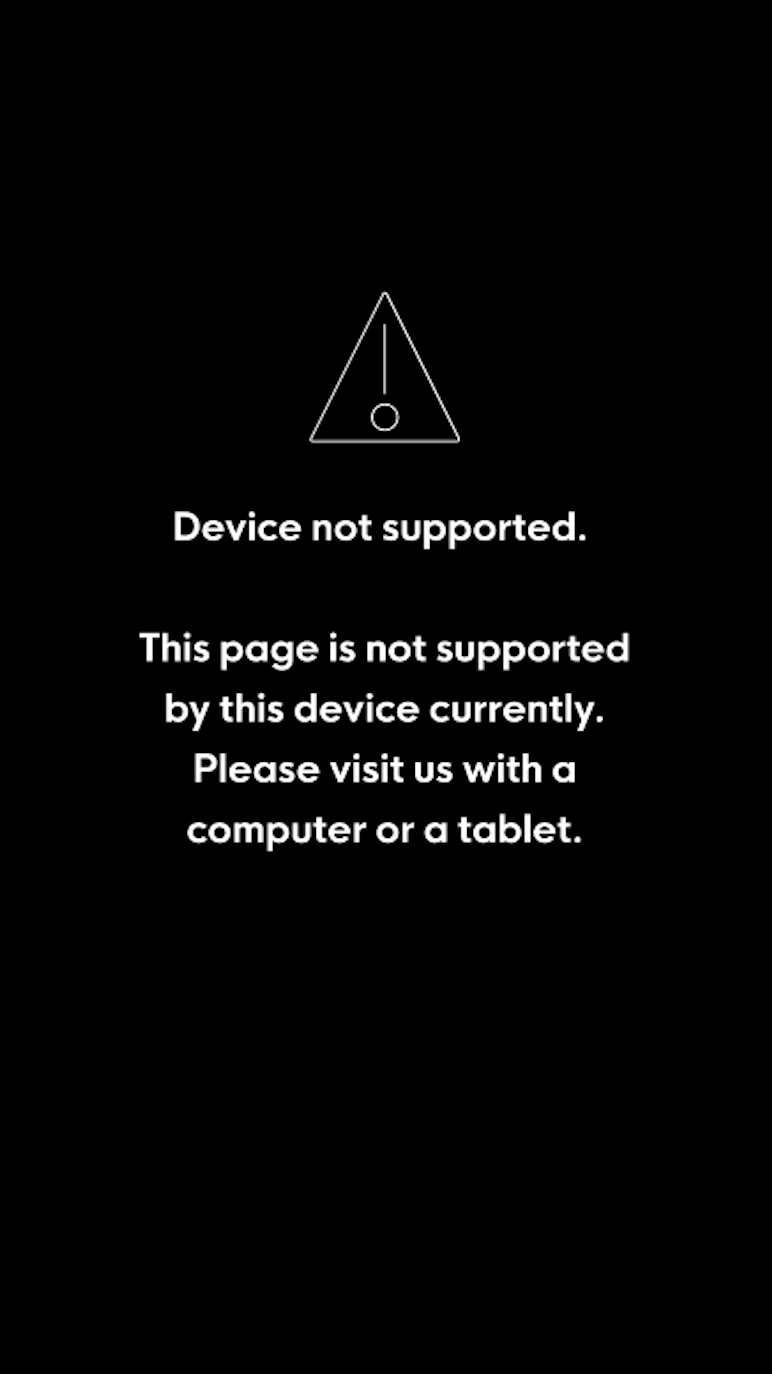 Device not supported.
This page is not supported
by this device currently.
Please visit us with a
computer or a tablet.